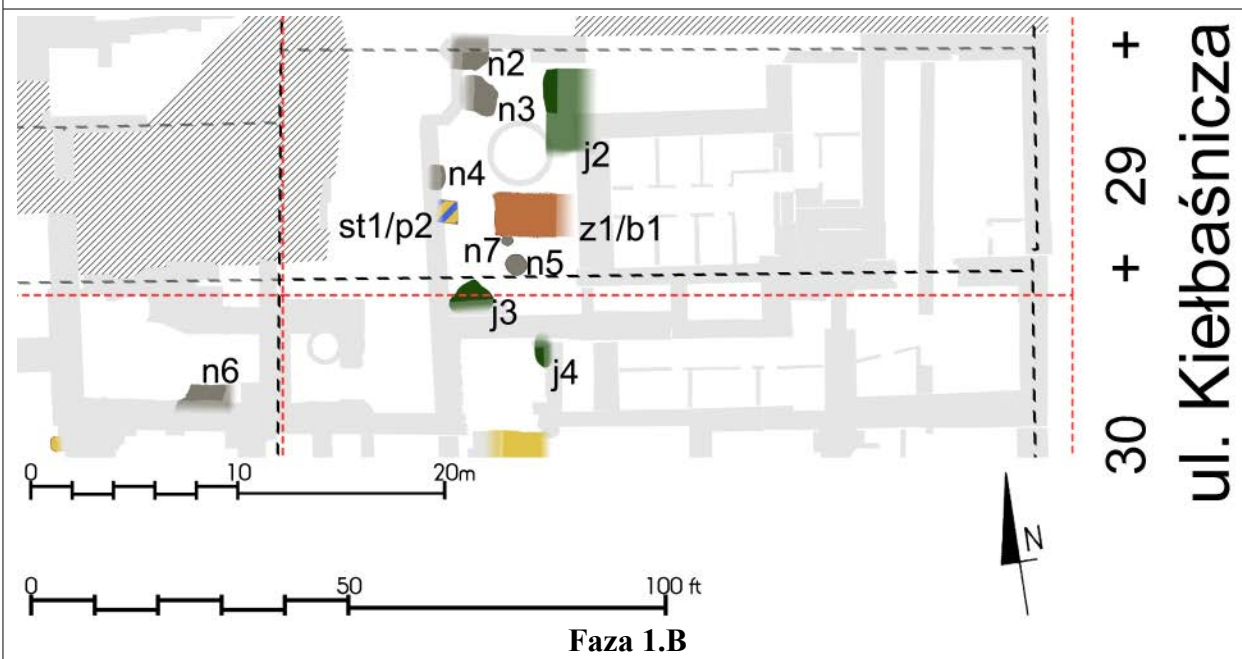 n2
n3
j2
n4
st1/p2
z1/b1
n7
n5
j3
j4
n6
+
29
+
30
ul. Kiełbaśnicza
0 10 20m
N
0 50 100 ft
Faza 1.B